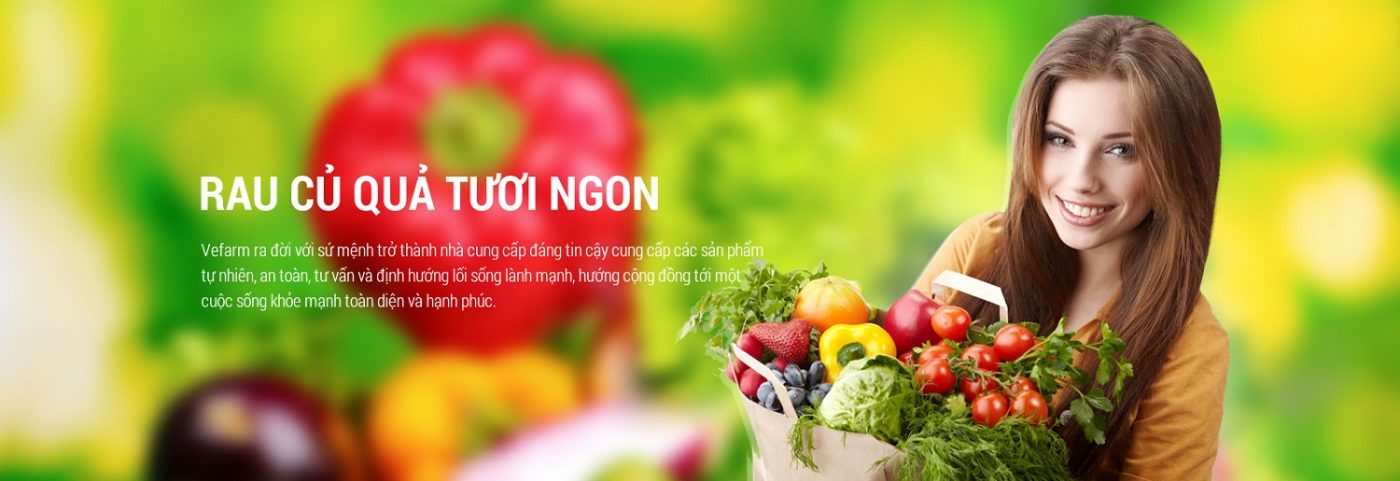 RAU CỦ QUẢ TƯƠI NGON
Vefarm ra đời với sứ mệnh trở thành nhà cung cấp đáng tin cậy cung cấp các sản phẩm
tự nhiên, an toàn, tư vấn và định hướng lối sống lành mạnh, hướng cộng đồng tới một
cuộc sống khỏe mạnh toàn diện và hạnh phúc.